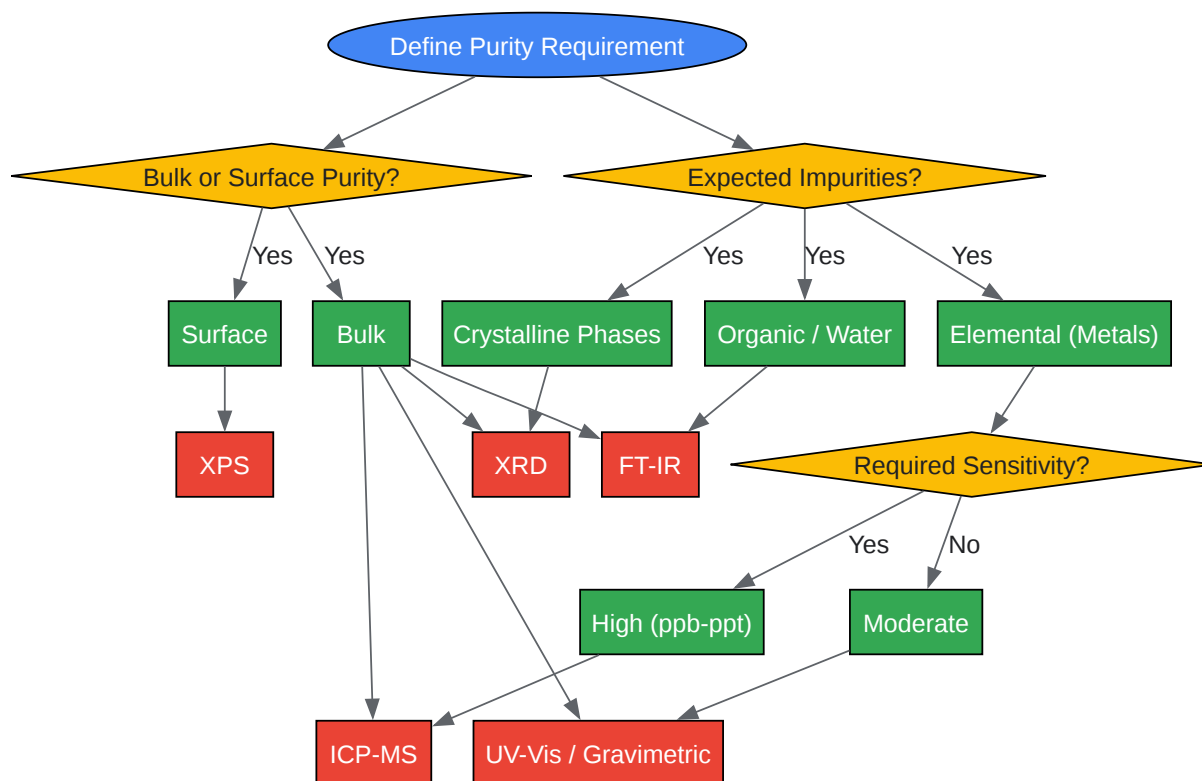 Define Purity Requirement
Bulk or Surface Purity?
Expected Impurities?
Yes
Yes
Yes
Yes
Yes
Surface
Bulk
Crystalline Phases
Organic / Water
Elemental (Metals)
XPS
XRD
FT-IR
Required Sensitivity?
Yes
No
High (ppb-ppt)
Moderate
ICP-MS
UV-Vis / Gravimetric